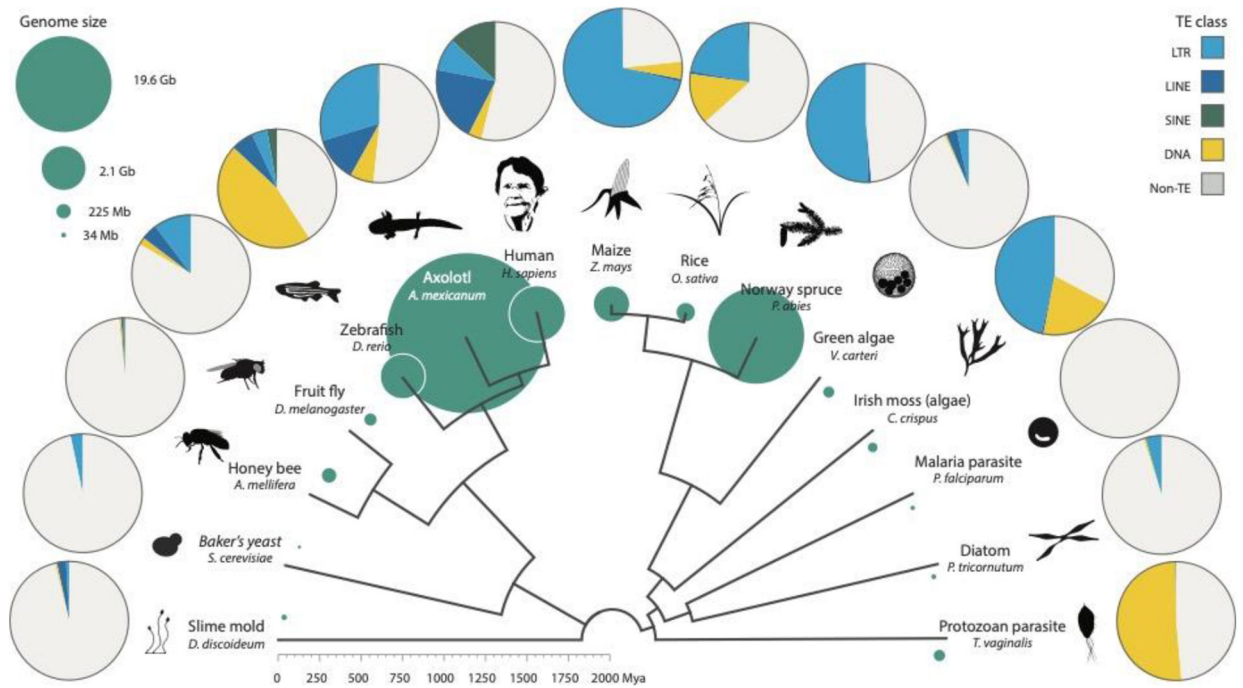 Genome size
19.6 Gb
2.1 Gb
225 Mb
34 Mb
TE class
LTR
LINE
SINE
DNA
Non-TE
Axolotl
A. mexicanum
Human
H. sapiens
Maize
Z. mays
Rice
O. sativa
Norway spruce
P. abies
Zebrafish
D. rerio
Green algae
V. carteri
Fruit fly
D. melanogaster
Irish moss (algae)
C. crispus
Honey bee
A. mellifera
Malaria parasite
P. falciparum
Baker's yeast
S. cerevisiae
Diatom
P. tricornutum
Slime mold
D. discoideum
Protozoan parasite
T. vaginalis
0 250 500 750 1000 1250 1500 1750 2000 Mya